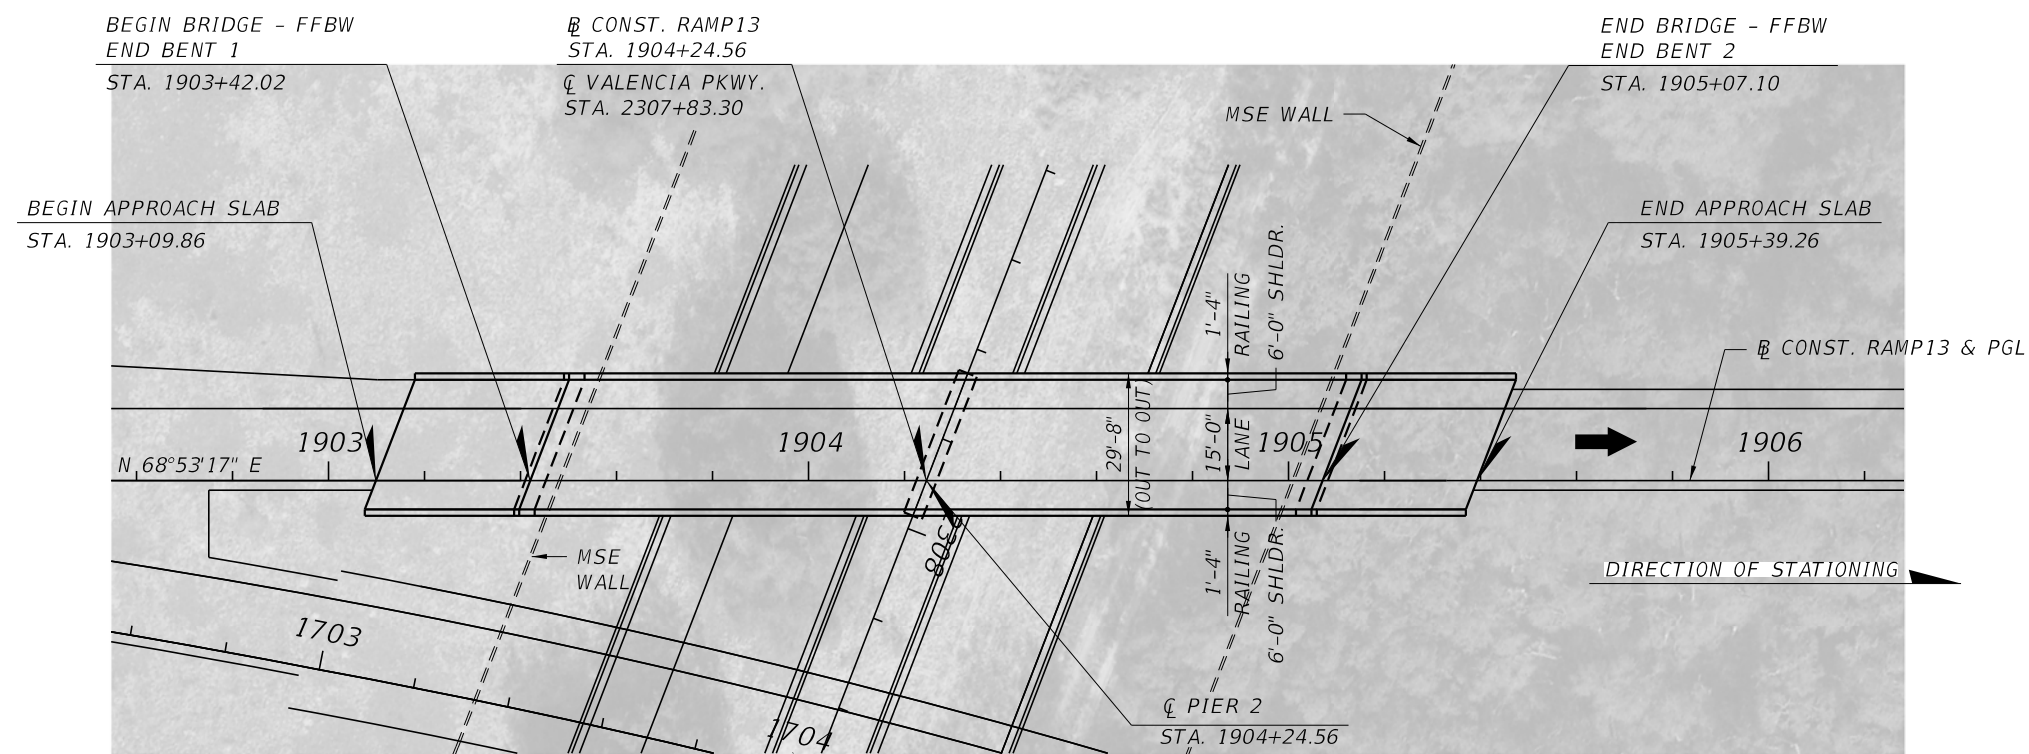 BEGIN BRIDGE - FFBW
END BENT 1
STA. 1903+42.02
℄ CONST. RAMP13
STA. 1904+24.56
℄ VALENCIA PKWY.
STA. 2307+83.30
END BRIDGE - FFBW
END BENT 2
STA. 1905+07.10
MSE WALL
BEGIN APPROACH SLAB
STA. 1903+09.86
END APPROACH SLAB
STA. 1905+39.26
1'-4"
RAILING
6'-0" SHLDR.
℄ CONST. RAMP13 & PGL
29'-8"
(OUT TO OUT)
15'-0"
LANE
1903
1904
1905
1906
N 68°53'17" E
MSE
WALL
2308
1'-4"
RAILING
6'-0" SHLDR.
DIRECTION OF STATIONING
1703
1704
℄ PIER 2
STA. 1904+24.56